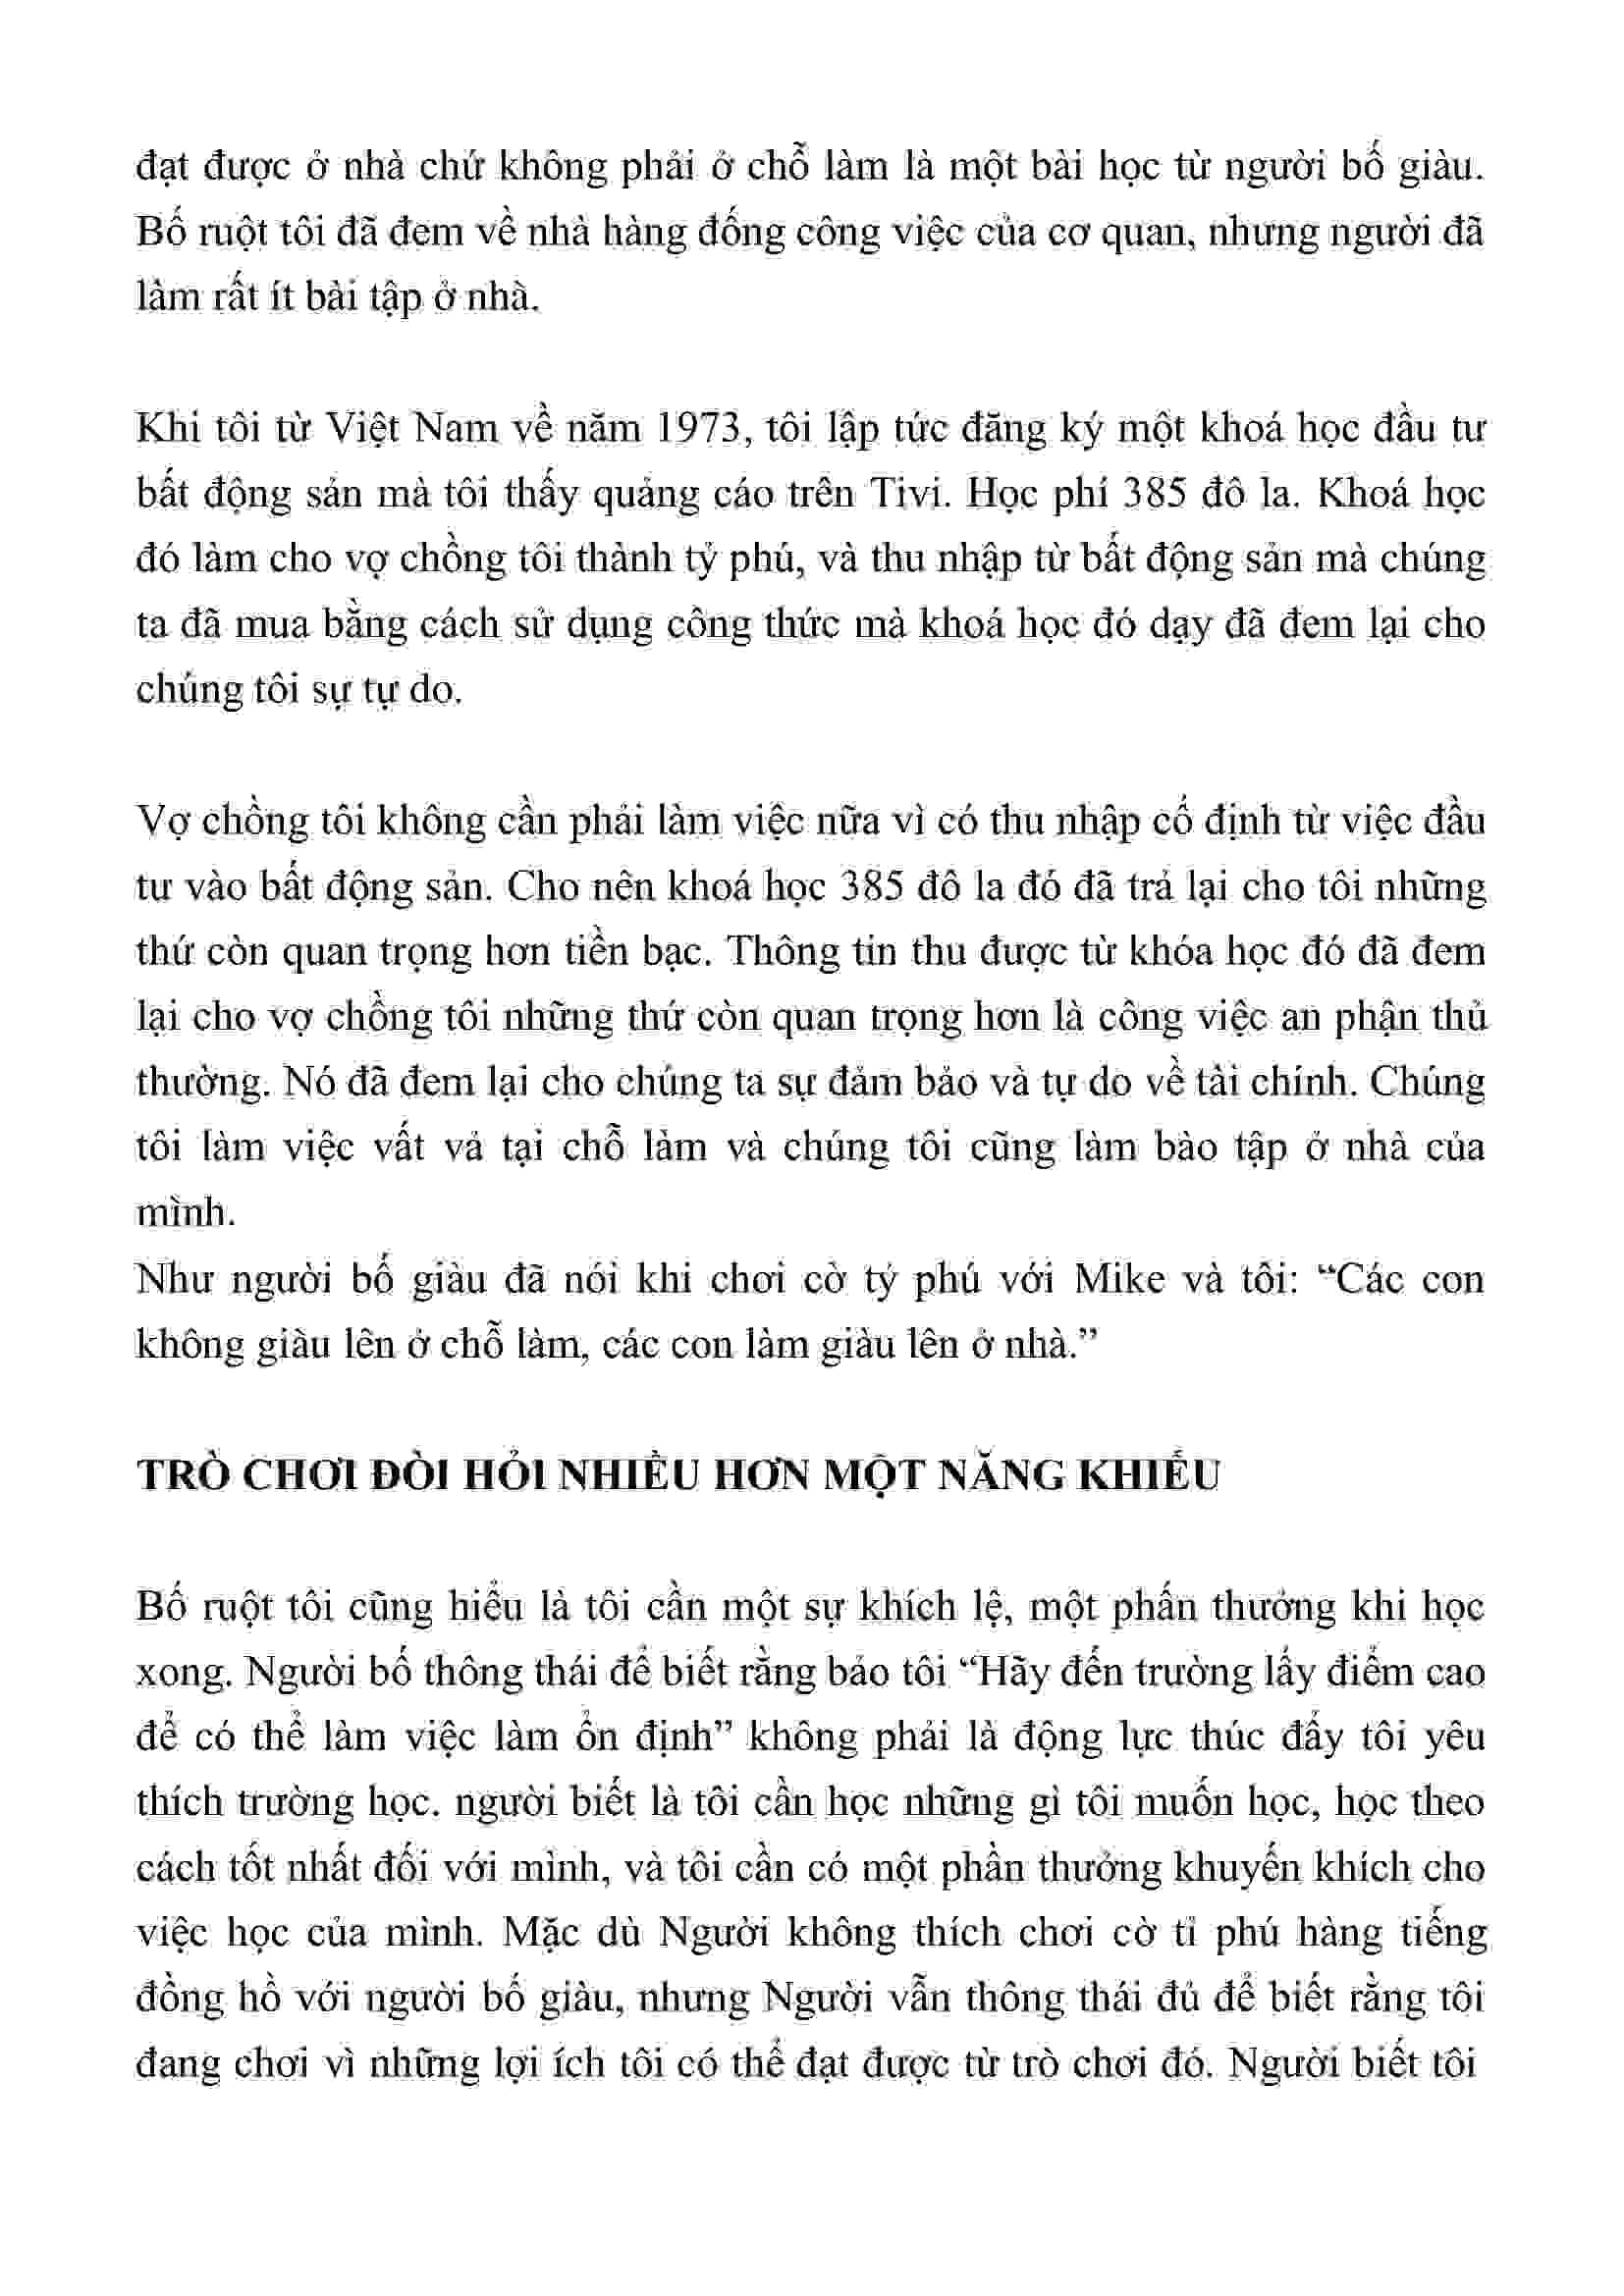 đạt được ở nhà chứ không phải ở chỗ làm là một bài học từ người bố giàu.
Bố ruột tôi đã đem về nhà hàng đống công việc của cơ quan, nhưng người đã
làm rất ít bài tập ở nhà.
Khi tôi từ Việt Nam về năm 1973, tôi lập tức đăng ký một khoá học đầu tư
bất động sản mà tôi thấy quảng cáo trên Tivi. Học phí 385 đô la. Khoá học
đó làm cho vợ chồng tôi thành tỷ phú, và thu nhập từ bất động sản mà chúng
ta đã mua bằng cách sử dụng công thức mà khoá học đó dạy đã đem lại cho
chúng tôi sự tự do.
Vợ chồng tôi không cần phải làm việc nữa vì có thu nhập cố định từ việc đầu
tư vào bất động sản. Cho nên khoá học 385 đô la đó đã trả lại cho tôi những
thứ còn quan trọng hơn tiền bạc. Thông tin thu được từ khóa học đó đã đem
lại cho vợ chồng tôi những thứ còn quan trọng hơn là công việc an phận thủ
thường. Nó đã đem lại cho chúng ta sự đảm bảo và tự do về tài chính. Chúng
tôi làm việc vất vả tại chỗ làm và chúng tôi cũng làm bào tập ở nhà của
mình.
Như người bố giàu đã nói khi chơi cờ tỷ phú với Mike và tôi: “Các con
không giàu lên ở chỗ làm, các con làm giàu lên ở nhà.”
TRÒ CHƠI ĐÒI HỎI NHIỀU HƠN MỘT NĂNG KHIẾU
Bố ruột tôi cũng hiểu là tôi cần một sự khích lệ, một phấn thưởng khi học
xong. Người bố thông thái để biết rằng bảo tôi “Hãy đến trường lấy điểm cao
để có thể làm việc làm ổn định” không phải là động lực thúc đẩy tôi yêu
thích trường học. người biết là tôi cần học những gì tôi muốn học, học theo
cách tốt nhất đối với mình, và tôi cần có một phần thưởng khuyến khích cho
việc học của mình. Mặc dù Người không thích chơi cờ tỉ phú hàng tiếng
đồng hồ với người bố giàu, nhưng Người vẫn thông thái đủ để biết rằng tôi
đang chơi vì những lợi ích tôi có thể đạt được từ trò chơi đó. Người biết tôi